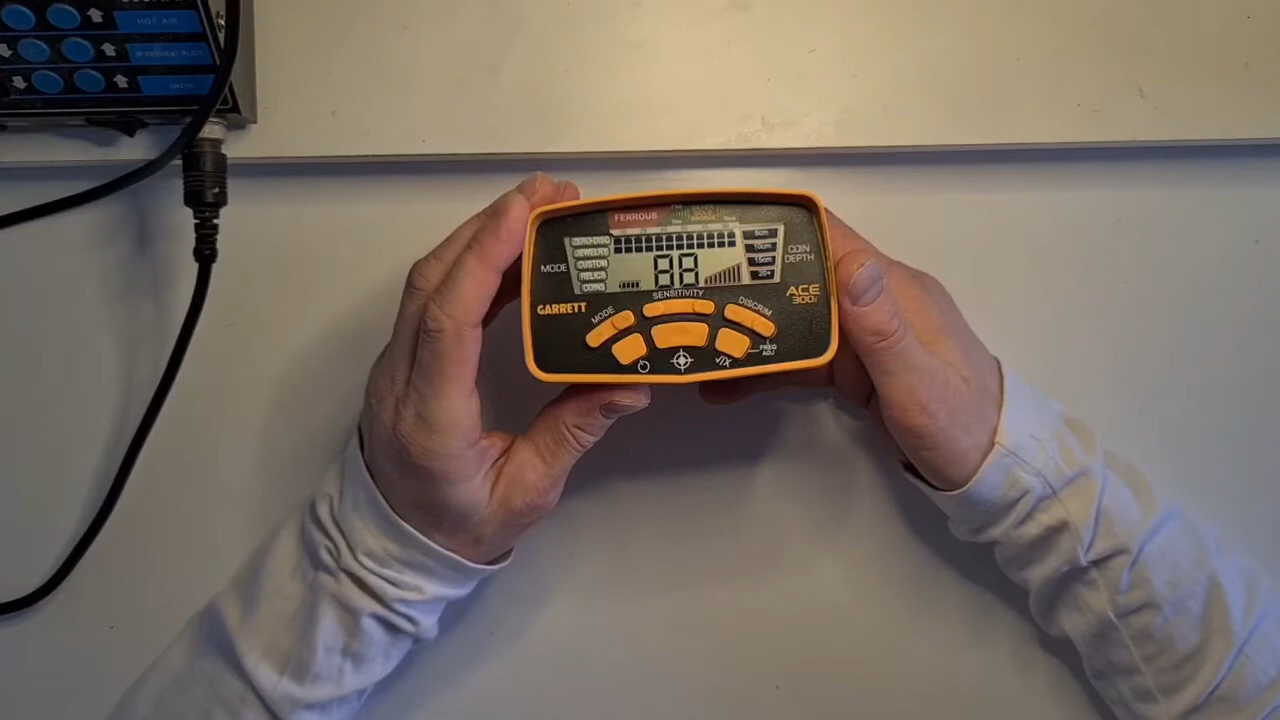 HOT AIR
FERROUS
ZERO-DISC
JEWELRY
CUSTOM
RELICS
COINS
MODE
88
5cm
10cm
15cm
20+
COIN
DEPTH
GARRETT
ACE
300i
MODE
SENSITIVITY
DISCRIM
✓/X
FREQ
ADJ